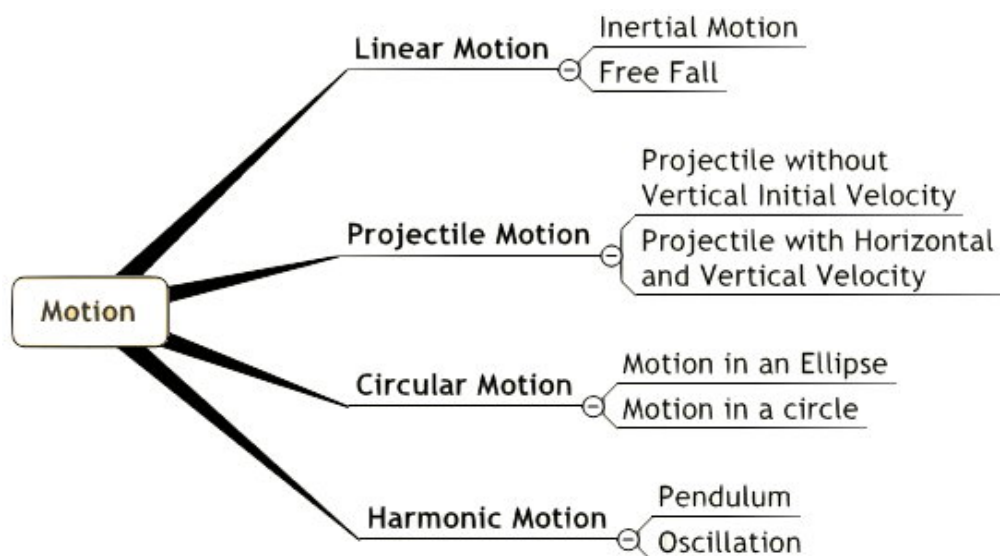 Motion
Linear Motion
Inertial Motion
Free Fall
Projectile Motion
Projectile without
Vertical Initial Velocity
Projectile with Horizontal
and Vertical Velocity
Circular Motion
Motion in an Ellipse
Motion in a circle
Harmonic Motion
Pendulum
Oscillation